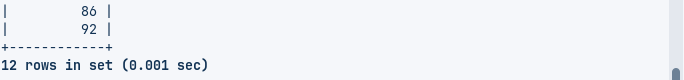 |         86 |
|         92 |
+------------+
12 rows in set (0.001 sec)